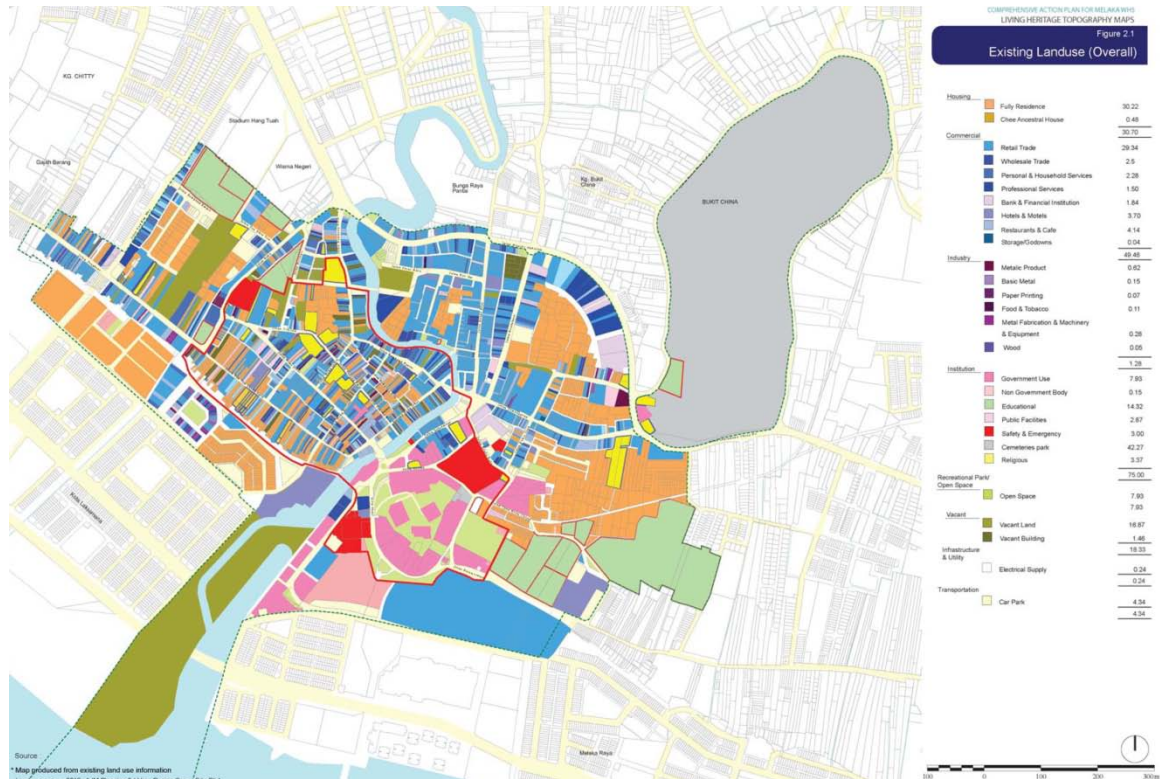 COMPREHENSIVE ACTION PLAN FOR MELAKA WHS
LIVING HERITAGE TOPOGRAPHY MAPS
Figure 2.1
Existing Landuse (Overall)
KG. CHITTY
Stadium Hang Tuah
Gajah Berang
Wisma Negeri
Bunga Raya
Pantai
Kg. Bukit
China
BUKIT CHINA
Kota Laksamana
Melaka Raya
Housing
Fully Residence 30.22
Chee Ancestral House 0.48
30.70
Commercial
Retail Trade 29.34
Wholesale Trade 2.5
Personal & Household Services 2.28
Professional Services 1.50
Bank & Financial Institution 1.84
Hotels & Motels 3.70
Restaurants & Cafe 4.14
Storage/Godowns 0.04
49.46
Industry
Metalic Product 0.62
Basic Metal 0.15
Paper Printing 0.07
Food & Tobacco 0.11
Metal Fabrication & Machinery
& Equipment 0.28
Wood 0.05
1.28
Institution
Government Use 7.93
Non Government Body 0.15
Educational 14.32
Public Facilities 2.67
Safety & Emergency 3.00
Cemeteries park 42.27
Religious 3.37
75.00
Recreational Park/
Open Space
Open Space 7.93
7.93
Vacant
Vacant Land 16.87
Vacant Building 1.46
18.33
Infrastructure
& Utility
Electrical Supply 0.24
0.24
Transportation
Car Park 4.34
4.34
Source
* Map produced from existing land use information
100 0 100 200 300m